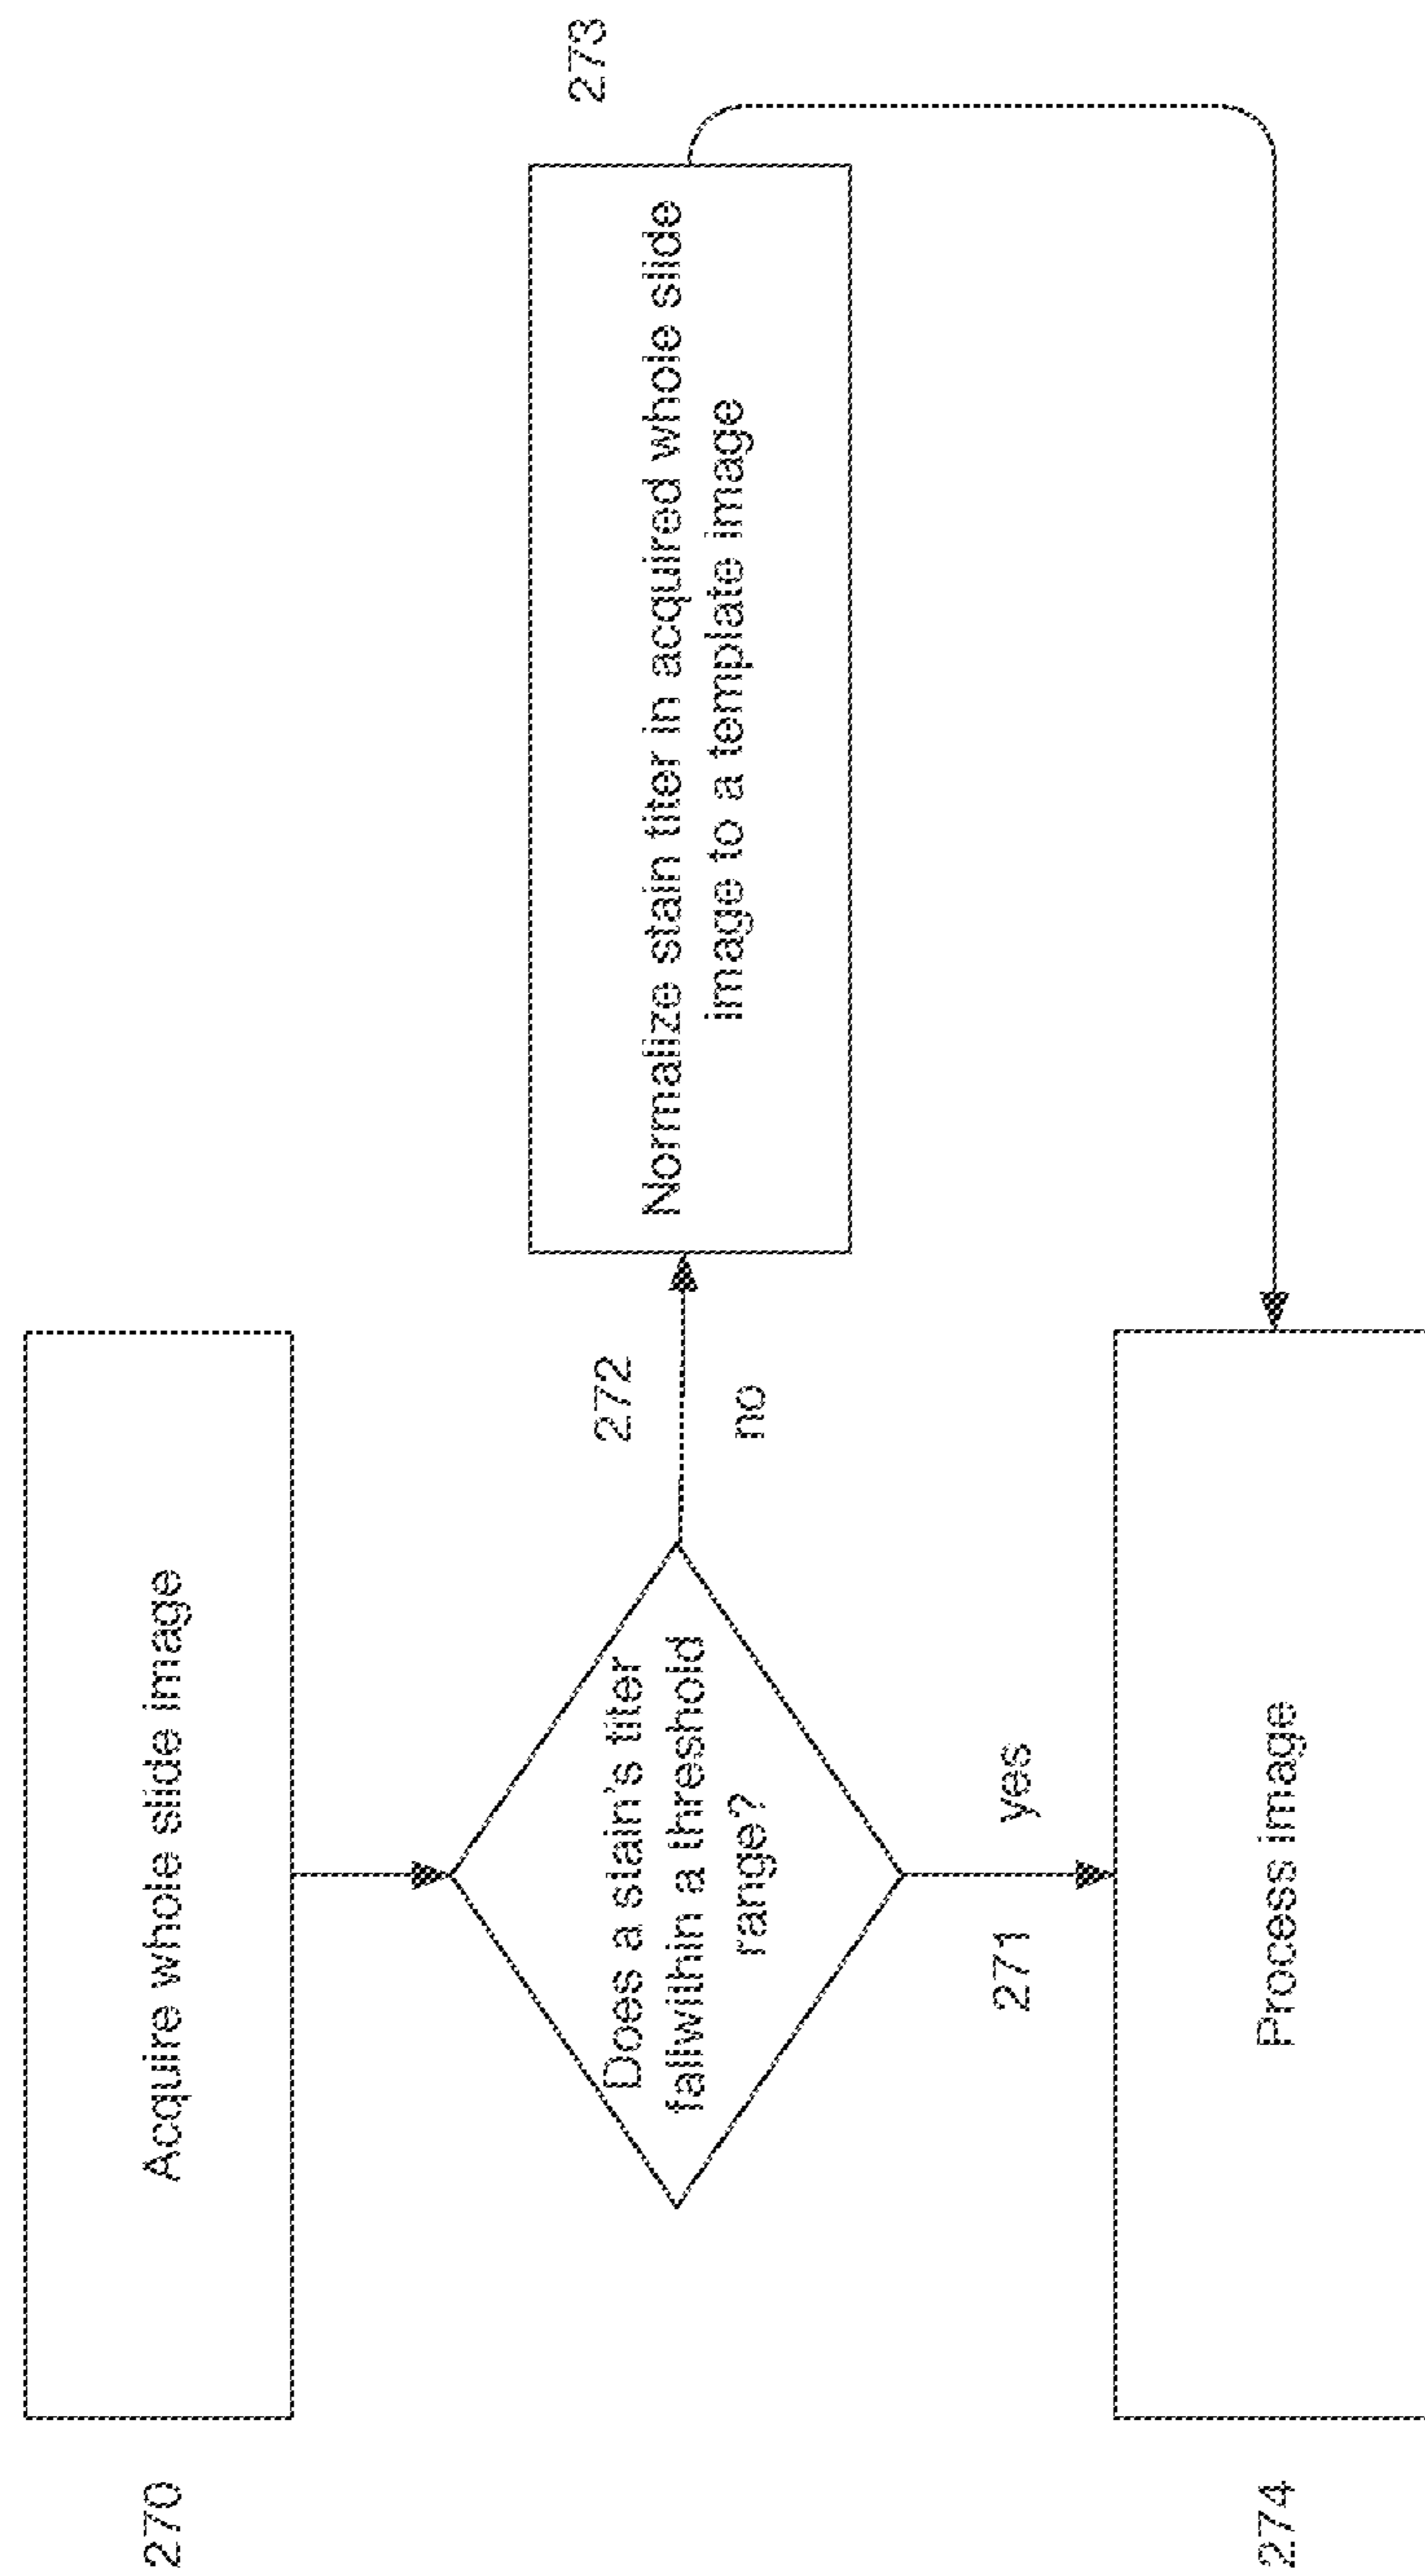 270
Acquire whole slide image
Does a stain's titer
fallwithin a threshold
range?
272
no
273
Normalize stain titer in acquired whole slide
image to a template image
271
yes
274
Process image